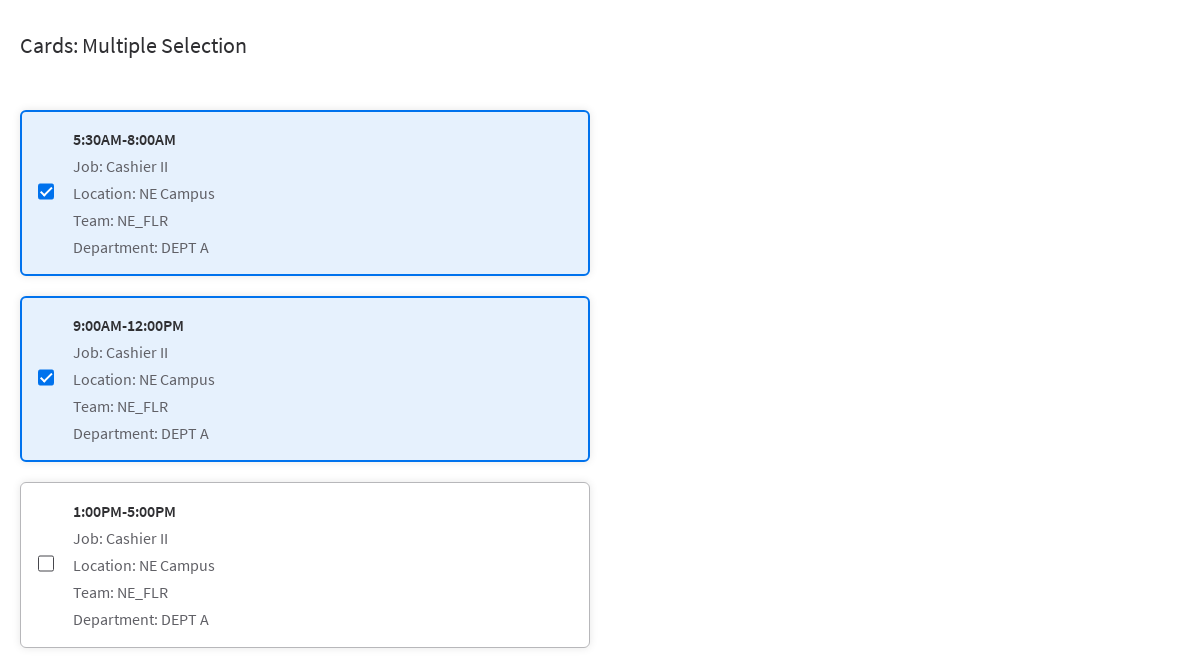 Cards: Multiple Selection
5:30AM-8:00AM
Job: Cashier II
Location: NE Campus
Team: NE_FLR
Department: DEPT A
9:00AM-12:00PM
Job: Cashier II
Location: NE Campus
Team: NE_FLR
Department: DEPT A
1:00PM-5:00PM
Job: Cashier II
Location: NE Campus
Team: NE_FLR
Department: DEPT A